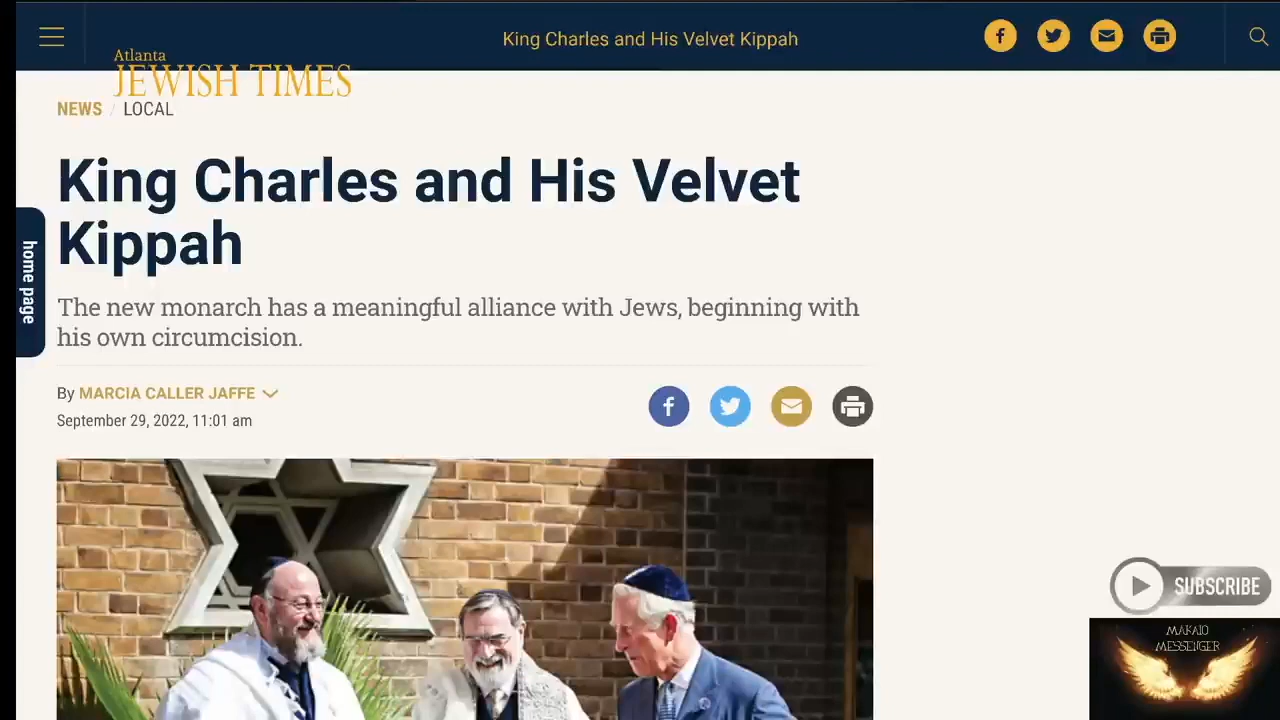 King Charles and His Velvet Kippah
Atlanta
JEWISH TIMES
NEWS / LOCAL
King Charles and His Velvet
Kippah
home page
The new monarch has a meaningful alliance with Jews, beginning with
his own circumcision.
By MARCIA CALLER JAFFE
September 29, 2022, 11:01 am
SUBSCRIBE
MAKAIO
MESSENGER